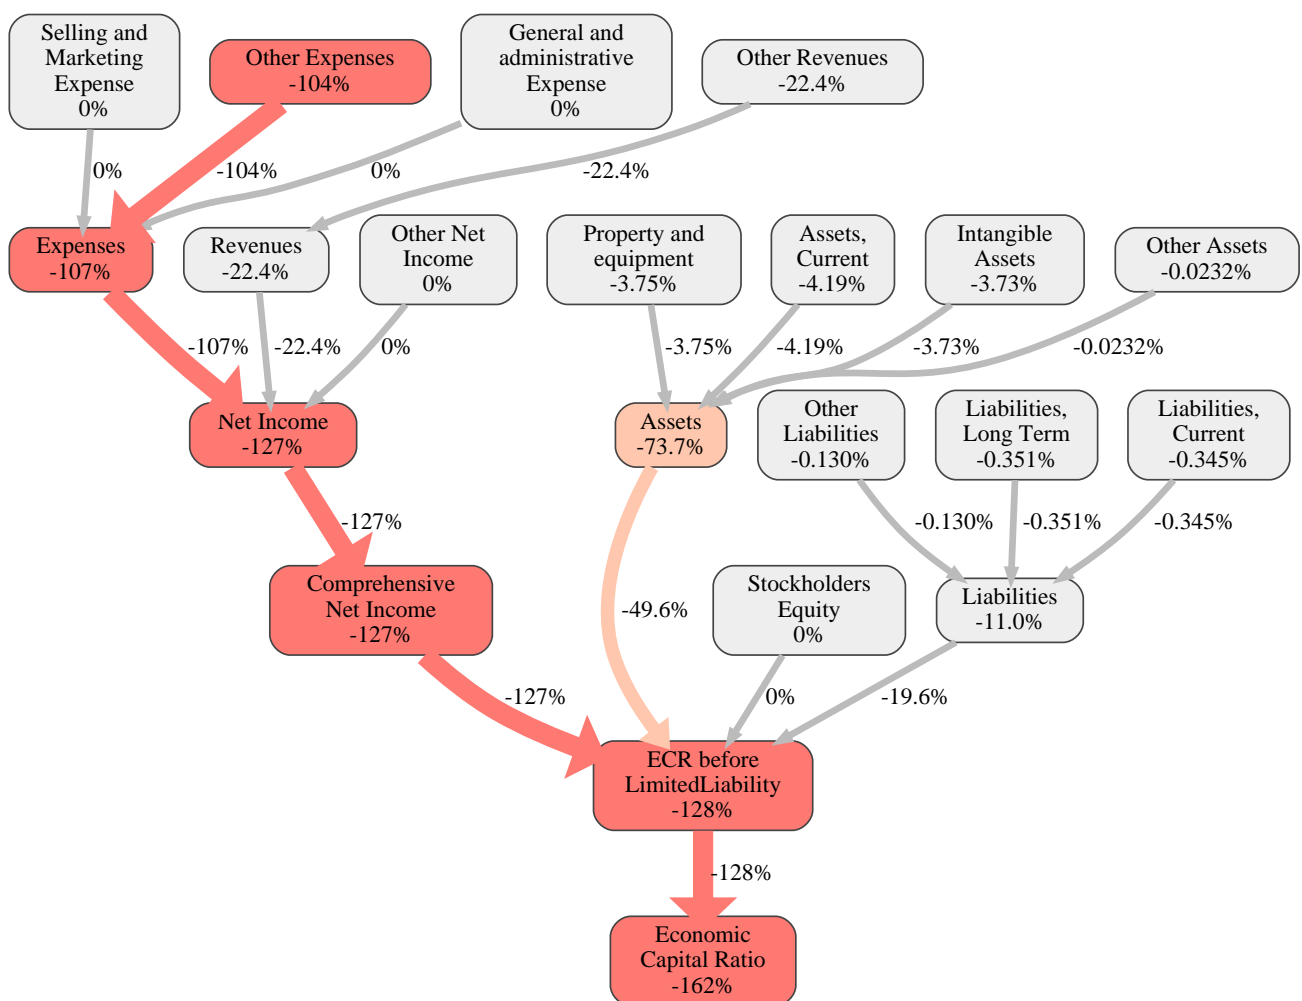 Selling and
Marketing
Expense
0%
Other Expenses
-104%
General and
administrative
Expense
0%
Other Revenues
-22.4%
0%
-104%
0%
-22.4%
Expenses
-107%
Revenues
-22.4%
Other Net
Income
0%
Property and
equipment
-3.75%
Assets,
Current
-4.19%
Intangible
Assets
-3.73%
Other Assets
-0.0232%
-107%
-22.4%
0%
-3.75%
-4.19%
-3.73%
-0.0232%
Net Income
-127%
Assets
-73.7%
Other
Liabilities
-0.130%
Liabilities,
Long Term
-0.351%
Liabilities,
Current
-0.345%
-127%
-0.130%
-0.351%
-0.345%
Comprehensive
Net Income
-127%
-49.6%
Stockholders
Equity
0%
Liabilities
-11.0%
-127%
0%
-19.6%
ECR before
LimitedLiability
-128%
-128%
Economic
Capital Ratio
-162%